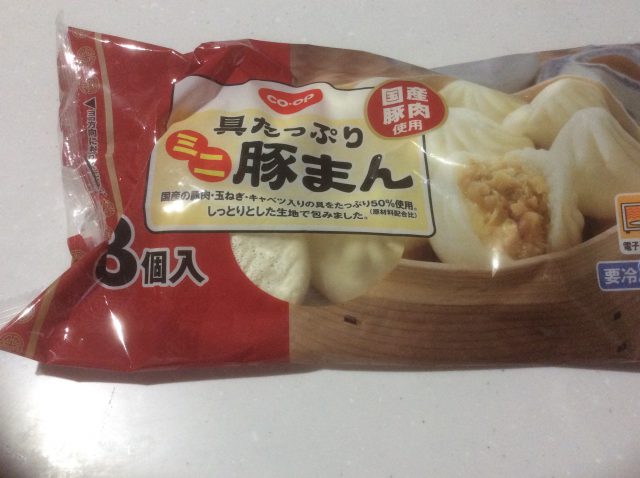 CO·OP
国産
豚肉
使用
具たっぷり
ミニ
豚まん
国産の豚肉・玉ねぎ・キャベツ入りの具をたっぷり50%使用。
しっとりとした生地で包みました。(原材料配合比)
8個入
電子
要冷